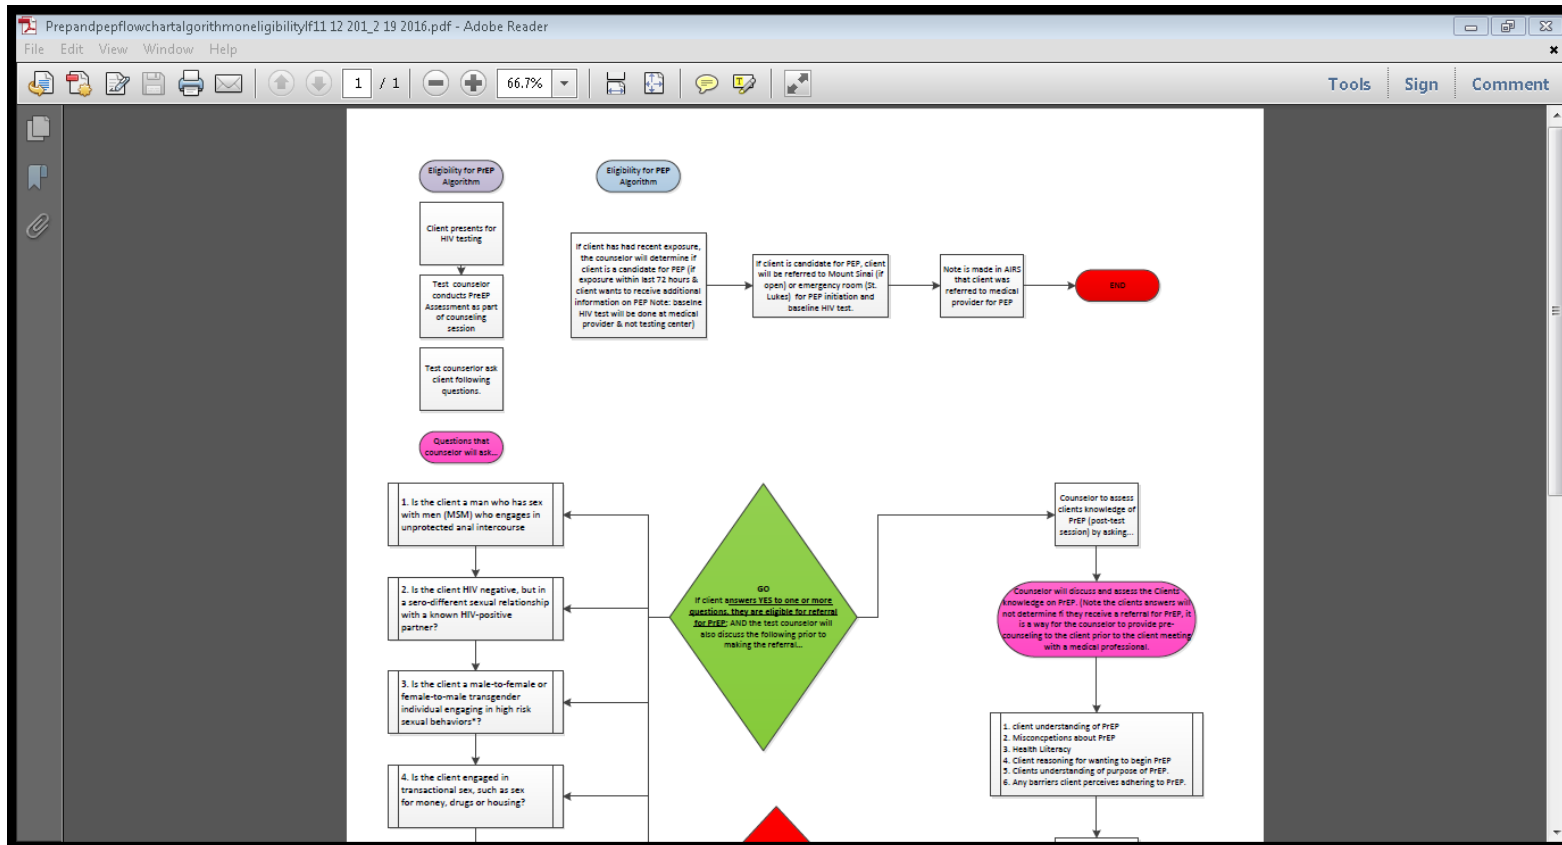 Prepandpepflowchartalgorithmoneligibilitylf11 12 201_2 19 2016.pdf - Adobe Reader
File Edit View Window Help
1 / 1
66.7%
Tools Sign Comment
Eligibility for PrEP
Algorithm
Eligibility for PEP
Algorithm
Client presents for
HIV testing
Test counselor
conducts PreEP
Assessment as part
of counseling
session
Test counserlor ask
client following
questions.
If client has had recent exposure,
the counselor will determine if
client is a candidate for PEP (if
exposure within last 72 hours &
client wants to receive additional
information on PEP Note: baseline
HIV test will be done at medical
provider & not testing center)
If client is candidate for PEP, client
will be referred to Mount Sinai (if
open) or emergency room (St.
Lukes) for PEP initiation and
baseline HIV test.
Note is made in AIRS
that client was
referred to medical
provider for PEP
END
Questions that
counselor will ask...
1. Is the client a man who has sex
with men (MSM) who engages in
unprotected anal intercourse
2. Is the client HIV negative, but in
a sero-different sexual relationship
with a known HIV-positive
partner?
3. Is the client a male-to-female or
female-to-male transgender
individual engaging in high risk
sexual behaviors*?
4. Is the client engaged in
transactional sex, such as sex
for money, drugs or housing?
GO
If client answers YES to one or more
questions, they are eligible for referral
for PrEP; AND the test counselor will
also discuss the following prior to
making the referral...
Counselor to assess
clients knowledge of
PrEP (post-test
session) by asking...
Counselor will discuss and assess the Clients
knowledge on PrEP. (Note the clients answers will
not determine fi they receive a referral for PrEP, it
is a way for the counselor to provide pre-
counseling to the client prior to the client meeting
with a medical professional.
1. client understanding of PrEP
2. Misconcpetions about PrEP
3. Health Literacy
4. Client reasoning for wanting to begin PrEP
5. Clients understanding of purpose of PrEP.
6. Any barriers client perceives adhering to PrEP.